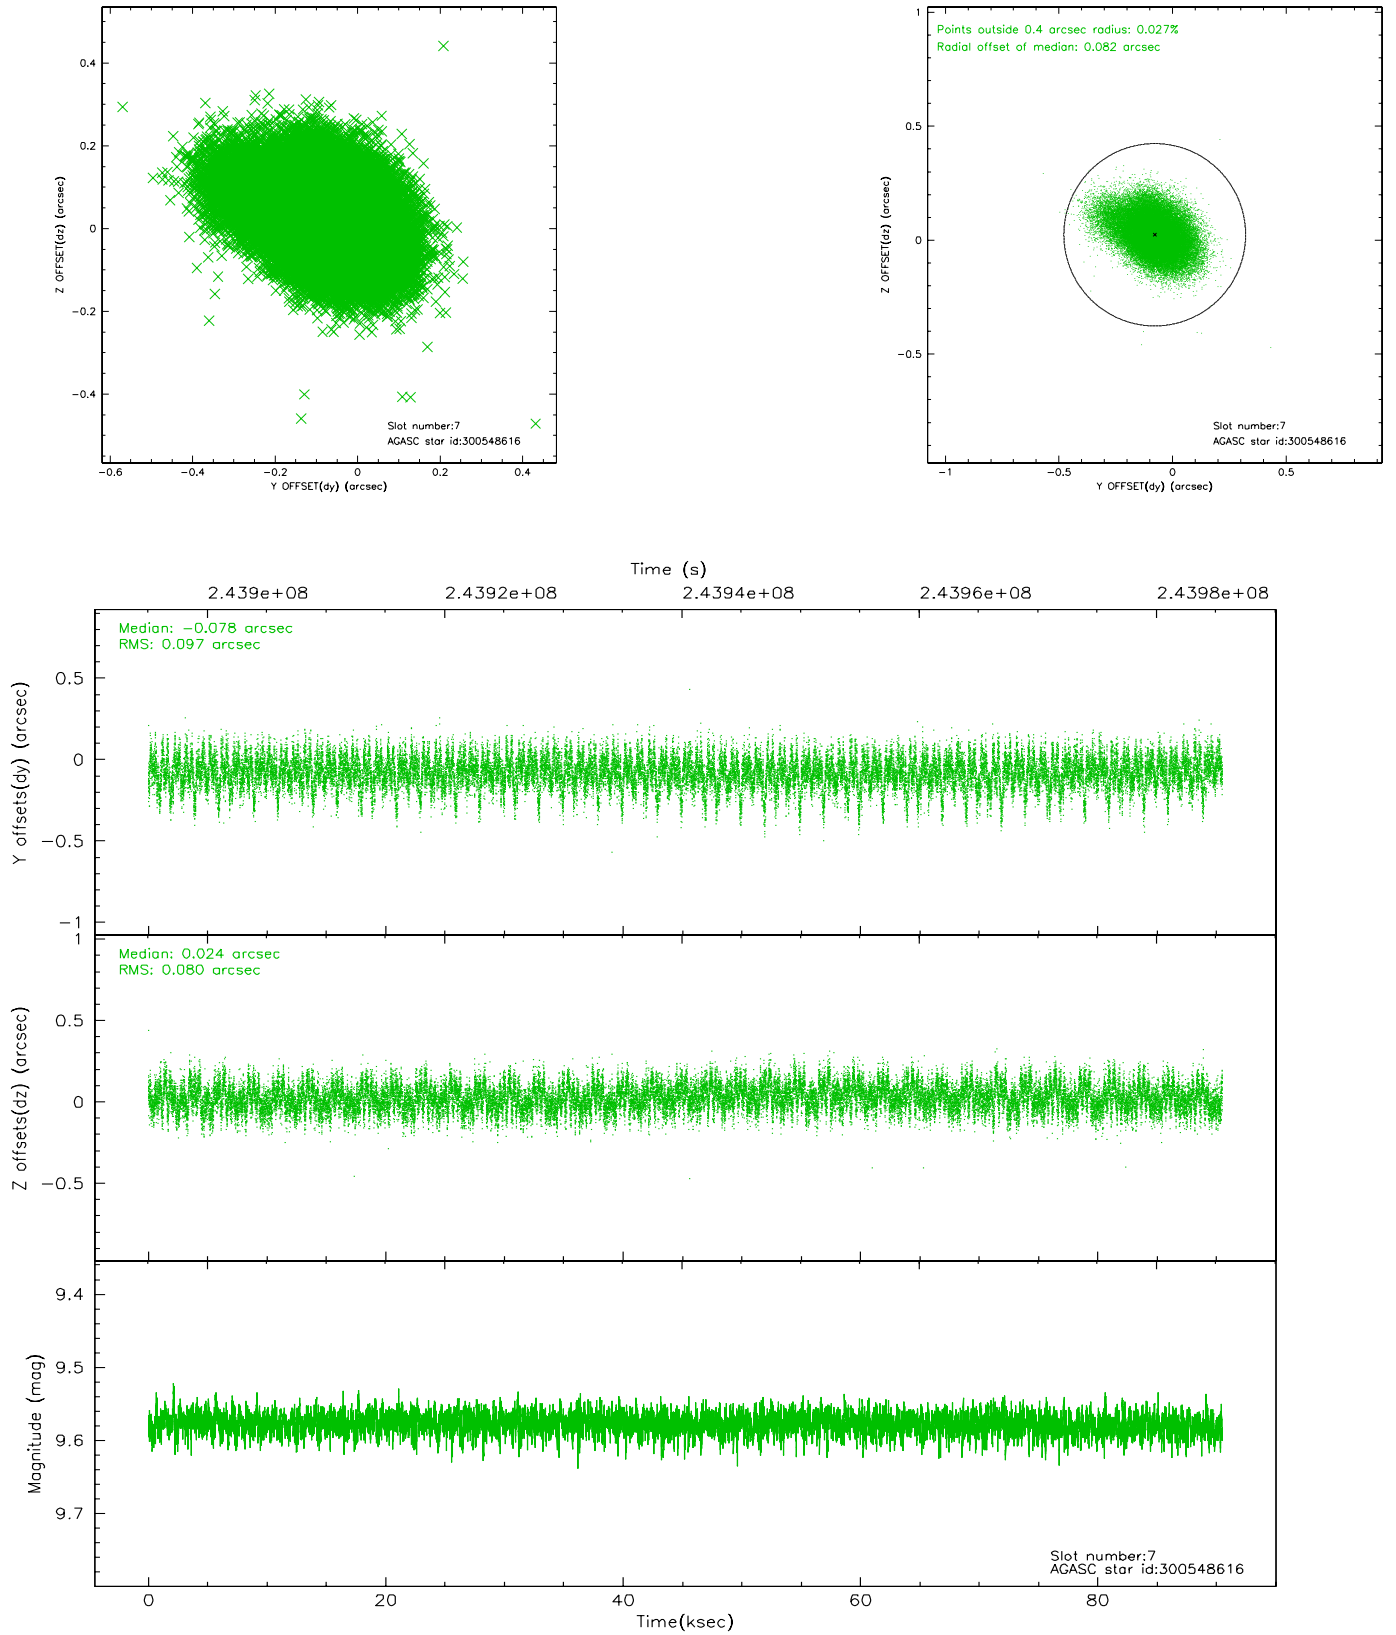 0.4
0.2
0
−0.2
−0.4
Z OFFSET(dz) (arcsec)
Slot number:7
AGASC star id:300548616
−0.6 −0.4 −0.2 0 0.2 0.4
Y OFFSET(dy) (arcsec)
Points outside 0.4 arcsec radius: 0.027%
Radial offset of median: 0.082 arcsec
1
0.5
0
−0.5
Z OFFSET(dz) (arcsec)
Slot number:7
AGASC star id:300548616
−1 −0.5 0 0.5
Y OFFSET(dy) (arcsec)
Time (s)
2.439e+08 2.4392e+08 2.4394e+08 2.4396e+08 2.4398e+08
Median: −0.078 arcsec
RMS: 0.097 arcsec
0.5
0
−0.5
−1
Y offsets(dy) (arcsec)
Median: 0.024 arcsec
RMS: 0.080 arcsec
1
0.5
0
−0.5
Z offsets(dz) (arcsec)
9.4
9.5
9.6
9.7
Magnitude (mag)
Slot number:7
AGASC star id:300548616
0 20 40 60 80
Time(ksec)